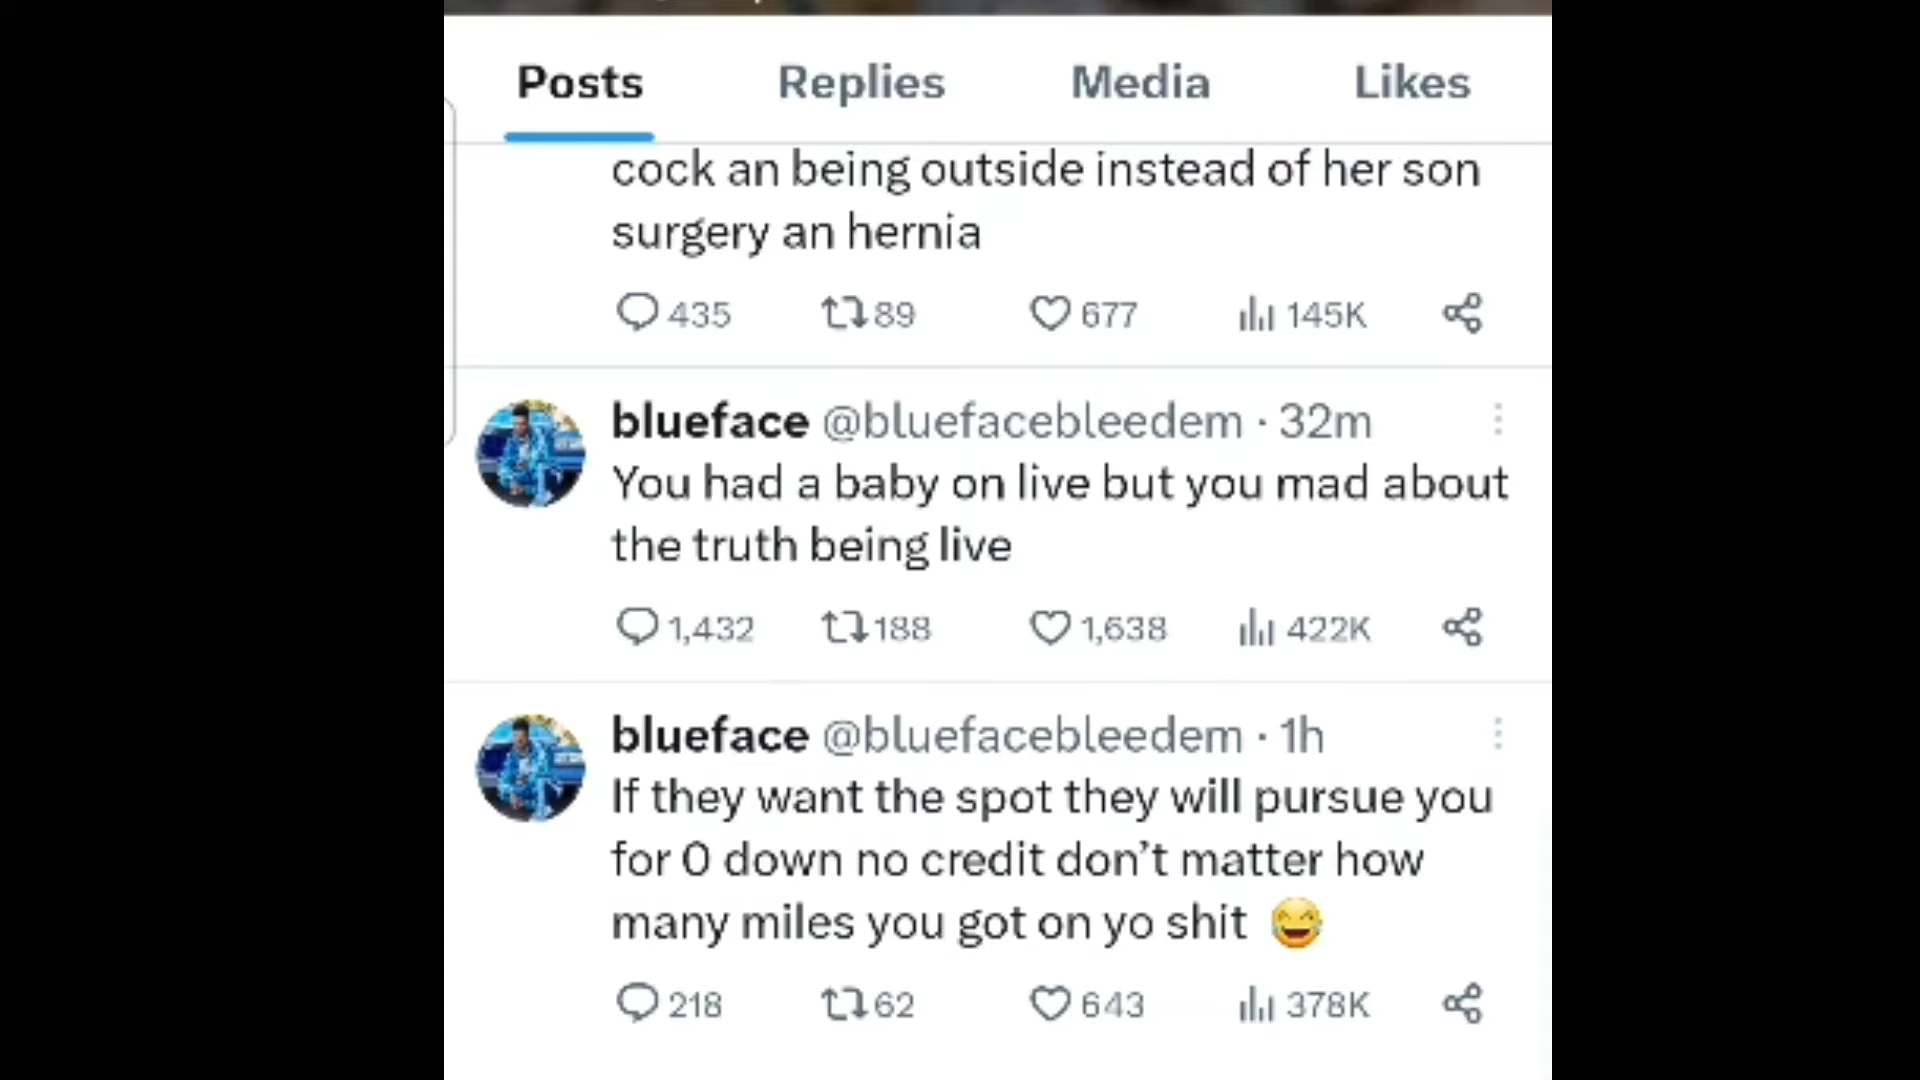 Posts Replies Media Likes
cock an being outside instead of her son
surgery an hernia
435 89 677 145K
blueface @bluefacebleedem · 32m
You had a baby on live but you mad about
the truth being live
1,432 188 1,638 422K
blueface @bluefacebleedem · 1h
If they want the spot they will pursue you
for 0 down no credit don’t matter how
many miles you got on yo shit 😂
218 62 643 378K